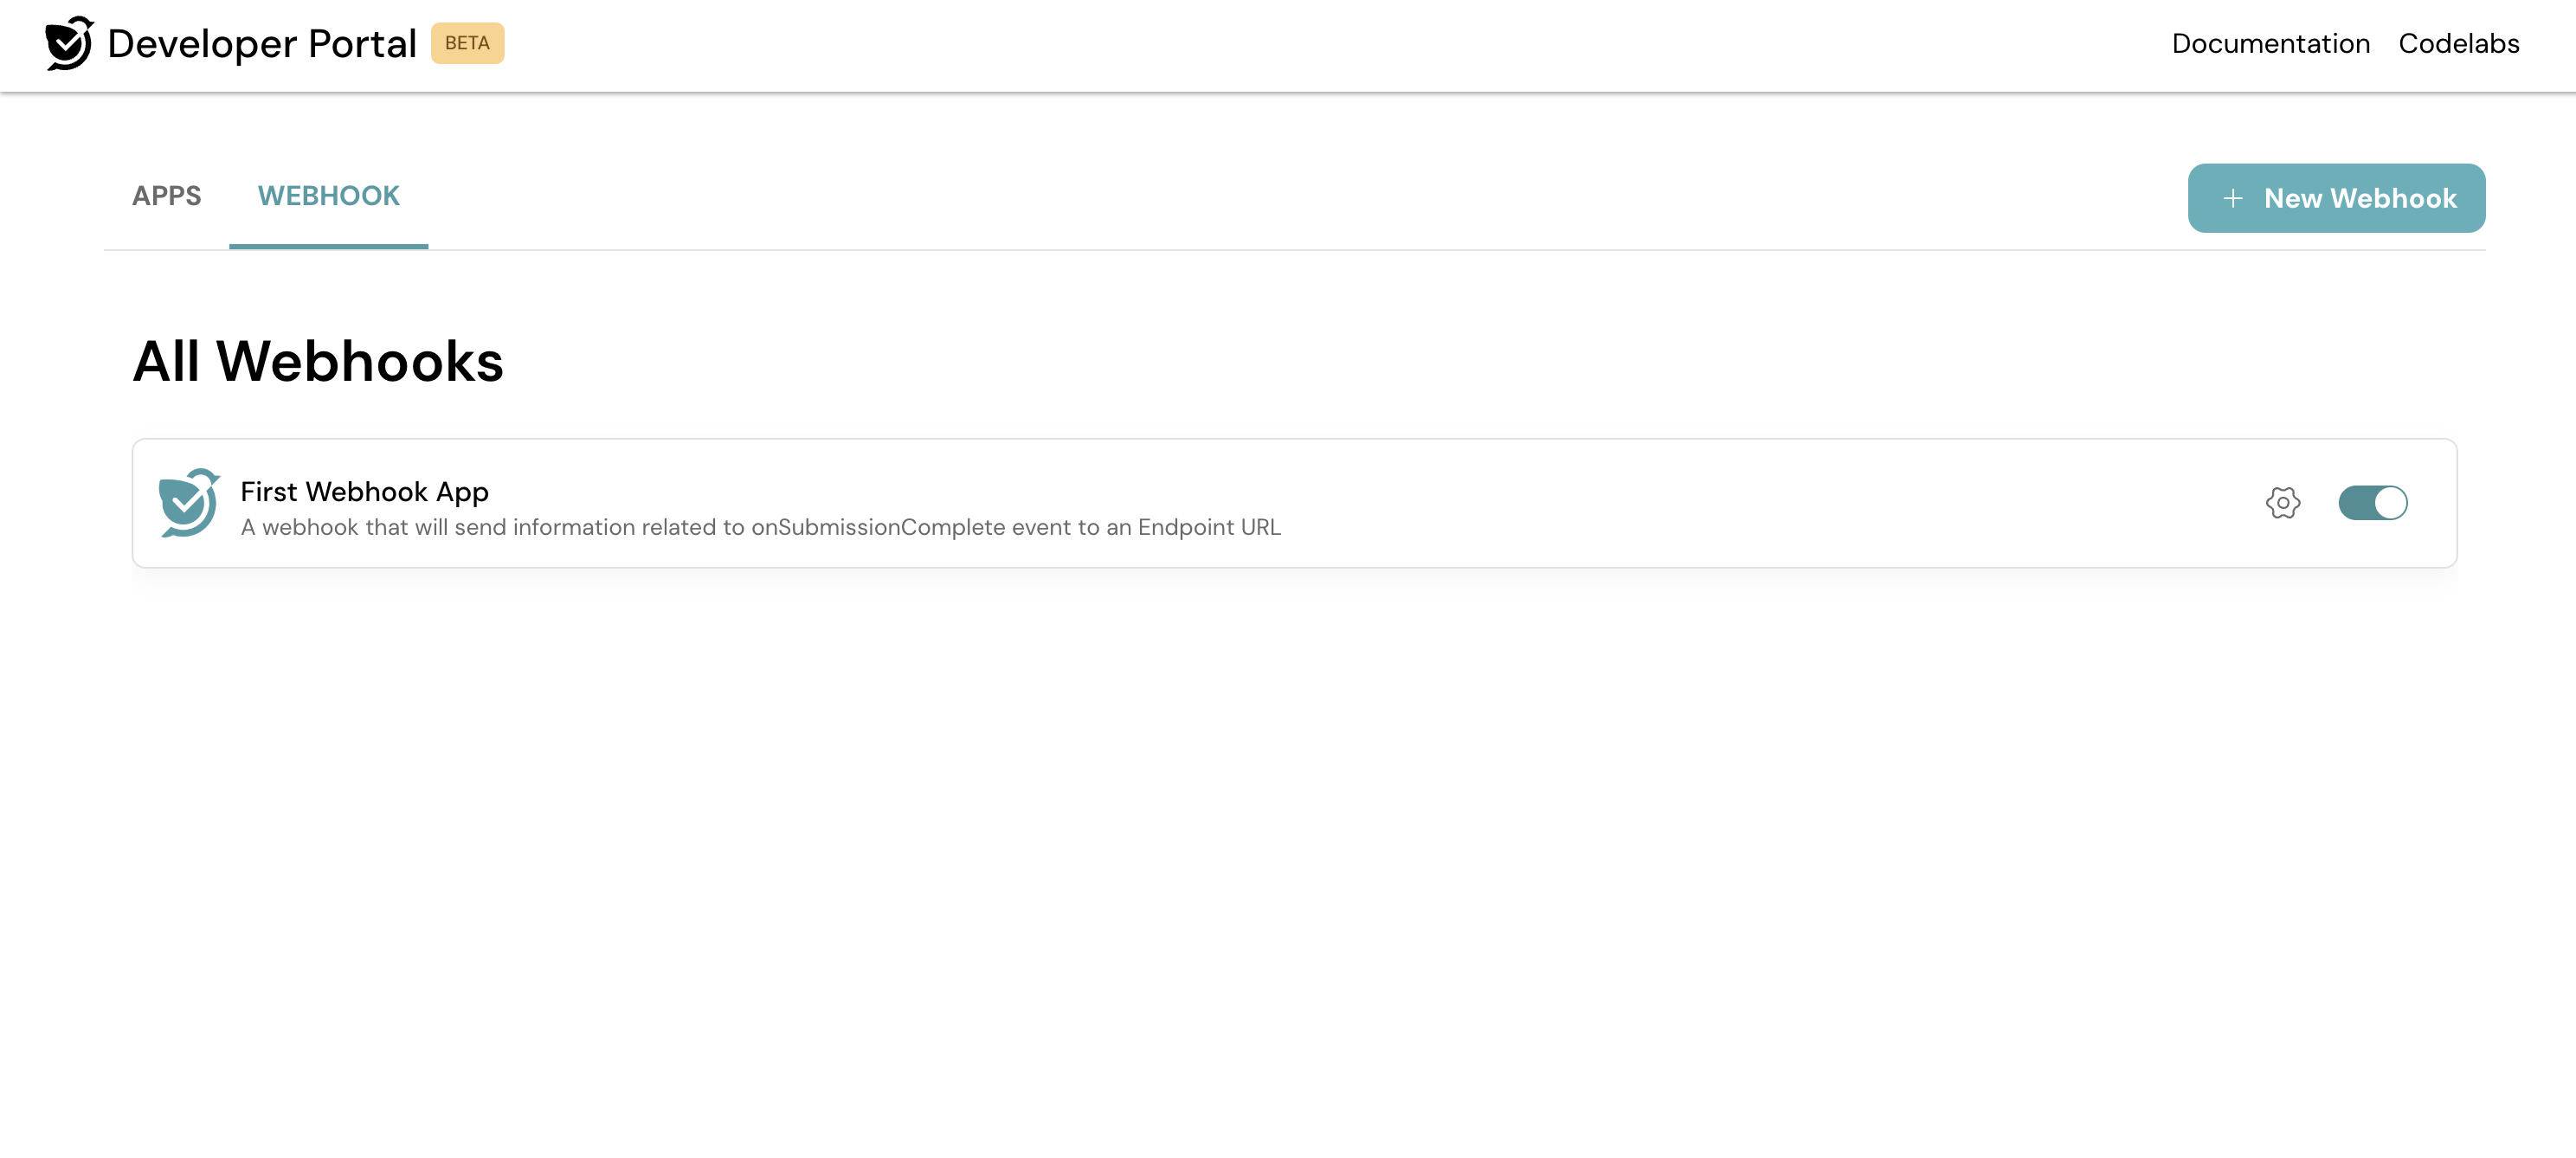 Developer Portal BETA Documentation Codelabs
APPS WEBHOOK + New Webhook
All Webhooks
First Webhook App
A webhook that will send information related to onSubmissionComplete event to an Endpoint URL